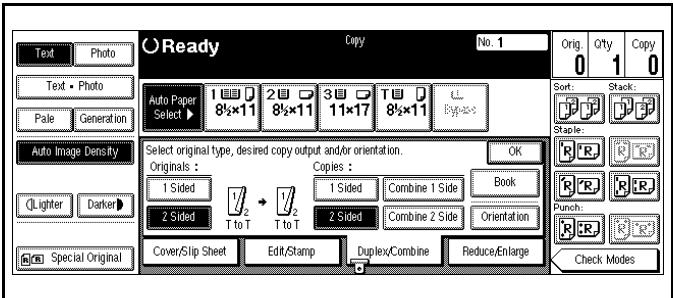 Text Photo
Text • Photo
Pale Generation
Auto Image Density
Lighter Darker
Special Original
Ready
Copy
No. 1
Orig. Q'ty Copy
0 1 0
Auto Paper
Select
1
8½×11
2
8½×11
3
11×17
T
8½×11
Bypass
Select original type, desired copy output and/or orientation.
OK
Originals :
Copies :
1 Sided
2 Sided
1 2
T to T
1 2
T to T
1 Sided
Combine 1 Side
Book
2 Sided
Combine 2 Side
Orientation
Cover/Slip Sheet
Edit/Stamp
Duplex/Combine
Reduce/Enlarge
Sort: Stack:
Staple:
Punch:
Check Modes